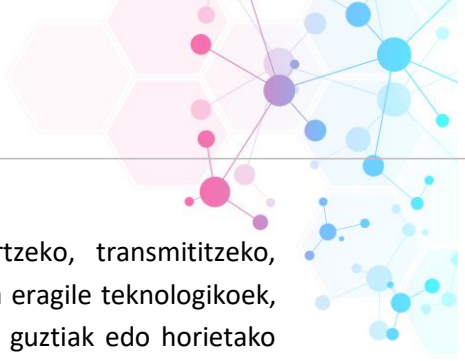 rtzeko, transmititzeko,
eragile teknologikoek,
guztiak edo horietako